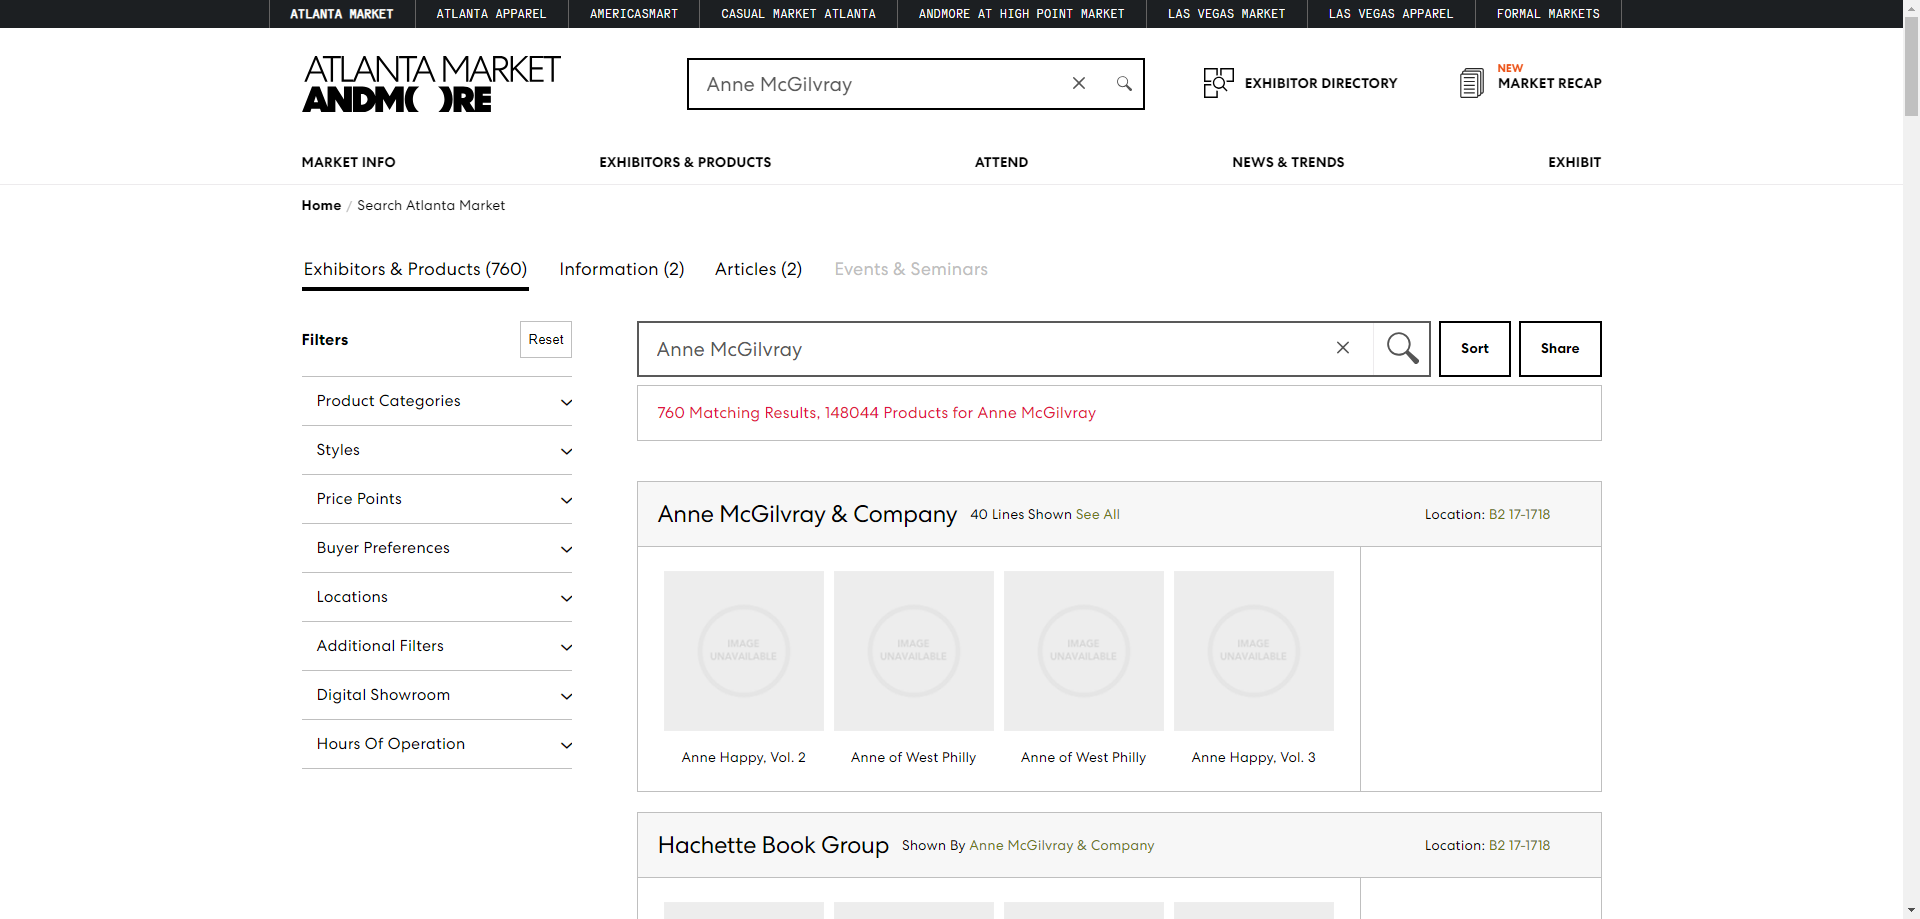 ATLANTA MARKET
ATLANTA APPAREL
AMERICASMART
CASUAL MARKET ATLANTA
ANDMORE AT HIGH POINT MARKET
LAS VEGAS MARKET
LAS VEGAS APPAREL
FORMAL MARKETS
ATLANTA MARKET
ANDM( )RE
Anne McGilvray
EXHIBITOR DIRECTORY
NEW
MARKET RECAP
MARKET INFO
EXHIBITORS & PRODUCTS
ATTEND
NEWS & TRENDS
EXHIBIT
Home / Search Atlanta Market
Exhibitors & Products (760)
Information (2)
Articles (2)
Events & Seminars
Filters
Reset
Product Categories
Styles
Price Points
Buyer Preferences
Locations
Additional Filters
Digital Showroom
Hours Of Operation
Anne McGilvray
Sort
Share
760 Matching Results, 148044 Products for Anne McGilvray
Anne McGilvray & Company 40 Lines Shown See All
Location: B2 17-1718
IMAGE
UNAVAILABLE
IMAGE
UNAVAILABLE
IMAGE
UNAVAILABLE
IMAGE
UNAVAILABLE
Anne Happy, Vol. 2
Anne of West Philly
Anne of West Philly
Anne Happy, Vol. 3
Hachette Book Group Shown By Anne McGilvray & Company
Location: B2 17-1718